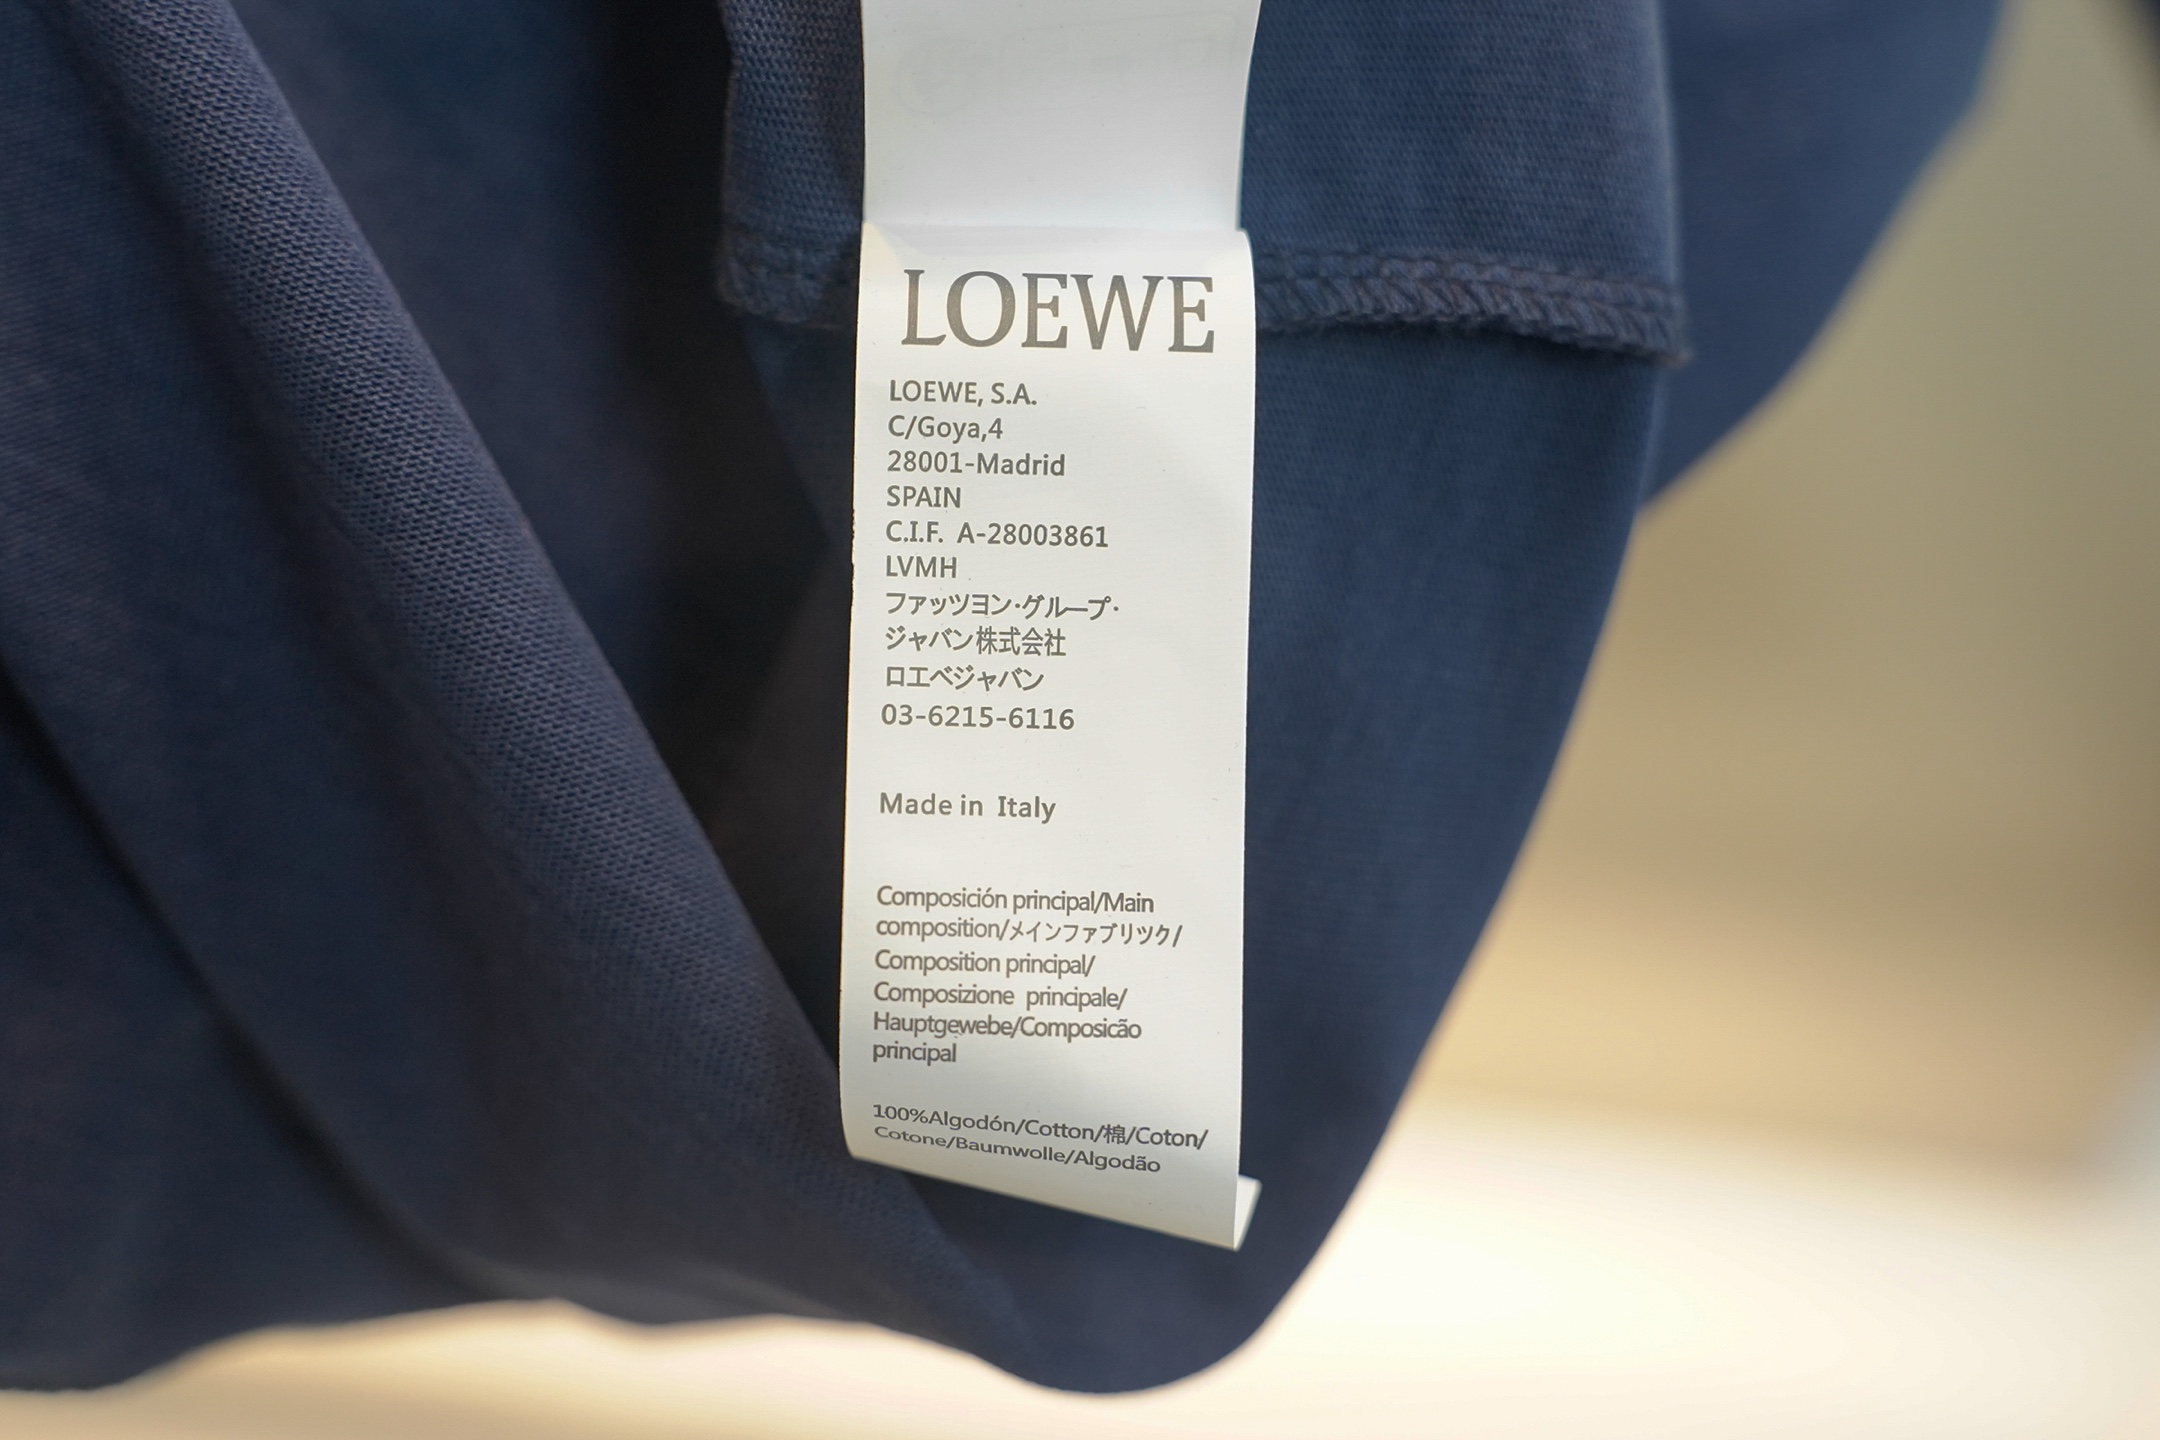 LOEWE
LOEWE, S.A.
C/Goya,4
28001-Madrid
SPAIN
C.I.F. A-28003861
LVMH
ファッツヨン·グループ·
ジャバン株式会社
ロエベジャバン
03-6215-6116
Made in Italy
Composición principal/Main
composition/メインファブリツク/
Composition principal/
Composizione principale/
Hauptgewebe/Composicão
principal
100%Algodón/Cotton/棉/Coton/
Cotone/Baumwolle/Algodão